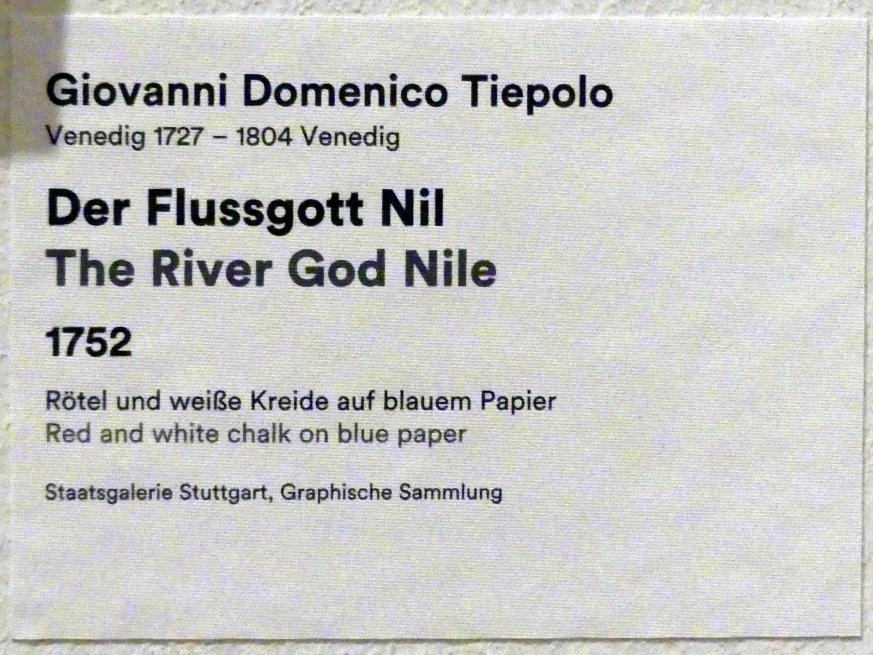 Giovanni Domenico Tiepolo
Venedig 1727 – 1804 Venedig
Der Flussgott Nil
The River God Nile
1752
Rötel und weiße Kreide auf blauem Papier
Red and white chalk on blue paper
Staatsgalerie Stuttgart, Graphische Sammlung